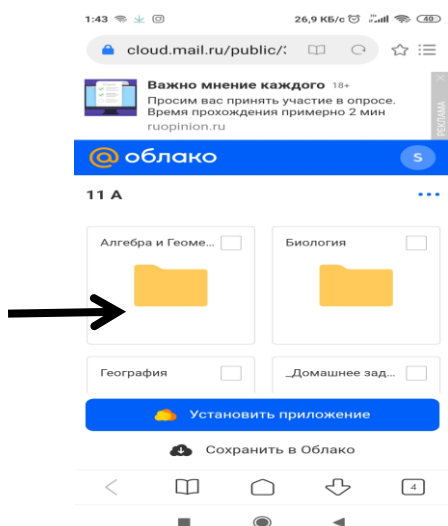 1:43
26,9 КБ/с 40
cloud.mail.ru/public/
Важно мнение каждого 18+
Просим вас принять участие в опросе.
Время прохождения примерно 2 мин
ruopinion.ru
РЕКЛАМА
@облако S
11 А
Алгебра и Геоме...
Биология
География
_Домашнее зад...
Установить приложение
Сохранить в Облако
4